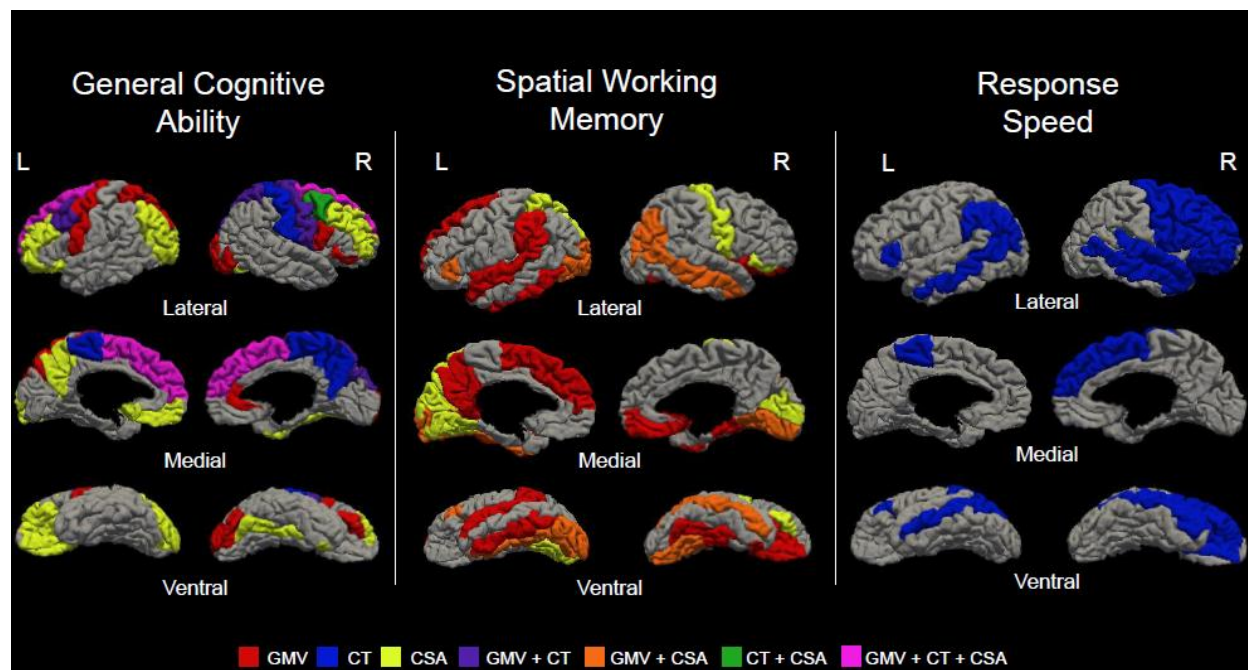 General Cognitive
Ability
Spatial Working
Memory
Response
Speed
L R
L R
L R
Lateral
Lateral
Lateral
Medial
Medial
Medial
Ventral
Ventral
Ventral
GMV CT CSA GMV + CT GMV + CSA CT + CSA GMV + CT + CSA